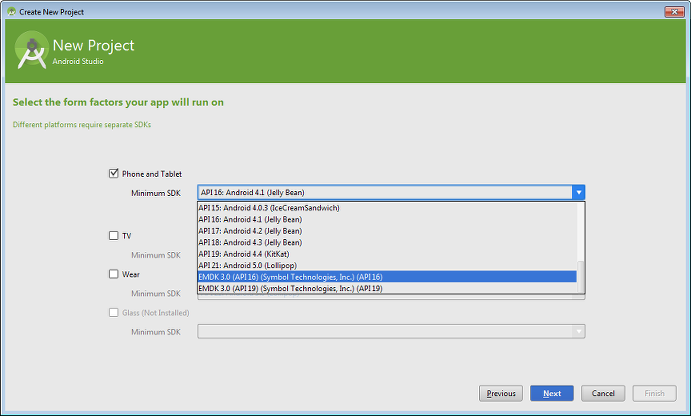 Create New Project
New Project
Android Studio
Select the form factors your app will run on
Different platforms require separate SDKs
Phone and Tablet
Minimum SDK
API 16: Android 4.1 (Jelly Bean)
API 15: Android 4.0.3 (IceCreamSandwich)
API 16: Android 4.1 (Jelly Bean)
API 17: Android 4.2 (Jelly Bean)
API 18: Android 4.3 (Jelly Bean)
API 19: Android 4.4 (KitKat)
API 21: Android 5.0 (Lollipop)
EMDK 3.0 (API 16) (Symbol Technologies, Inc.) (API 16)
EMDK 3.0 (API 19) (Symbol Technologies, Inc.) (API 19)
TV
Minimum SDK
Wear
Minimum SDK
Glass (Not Installed)
Minimum SDK
Previous
Next
Cancel
Finish